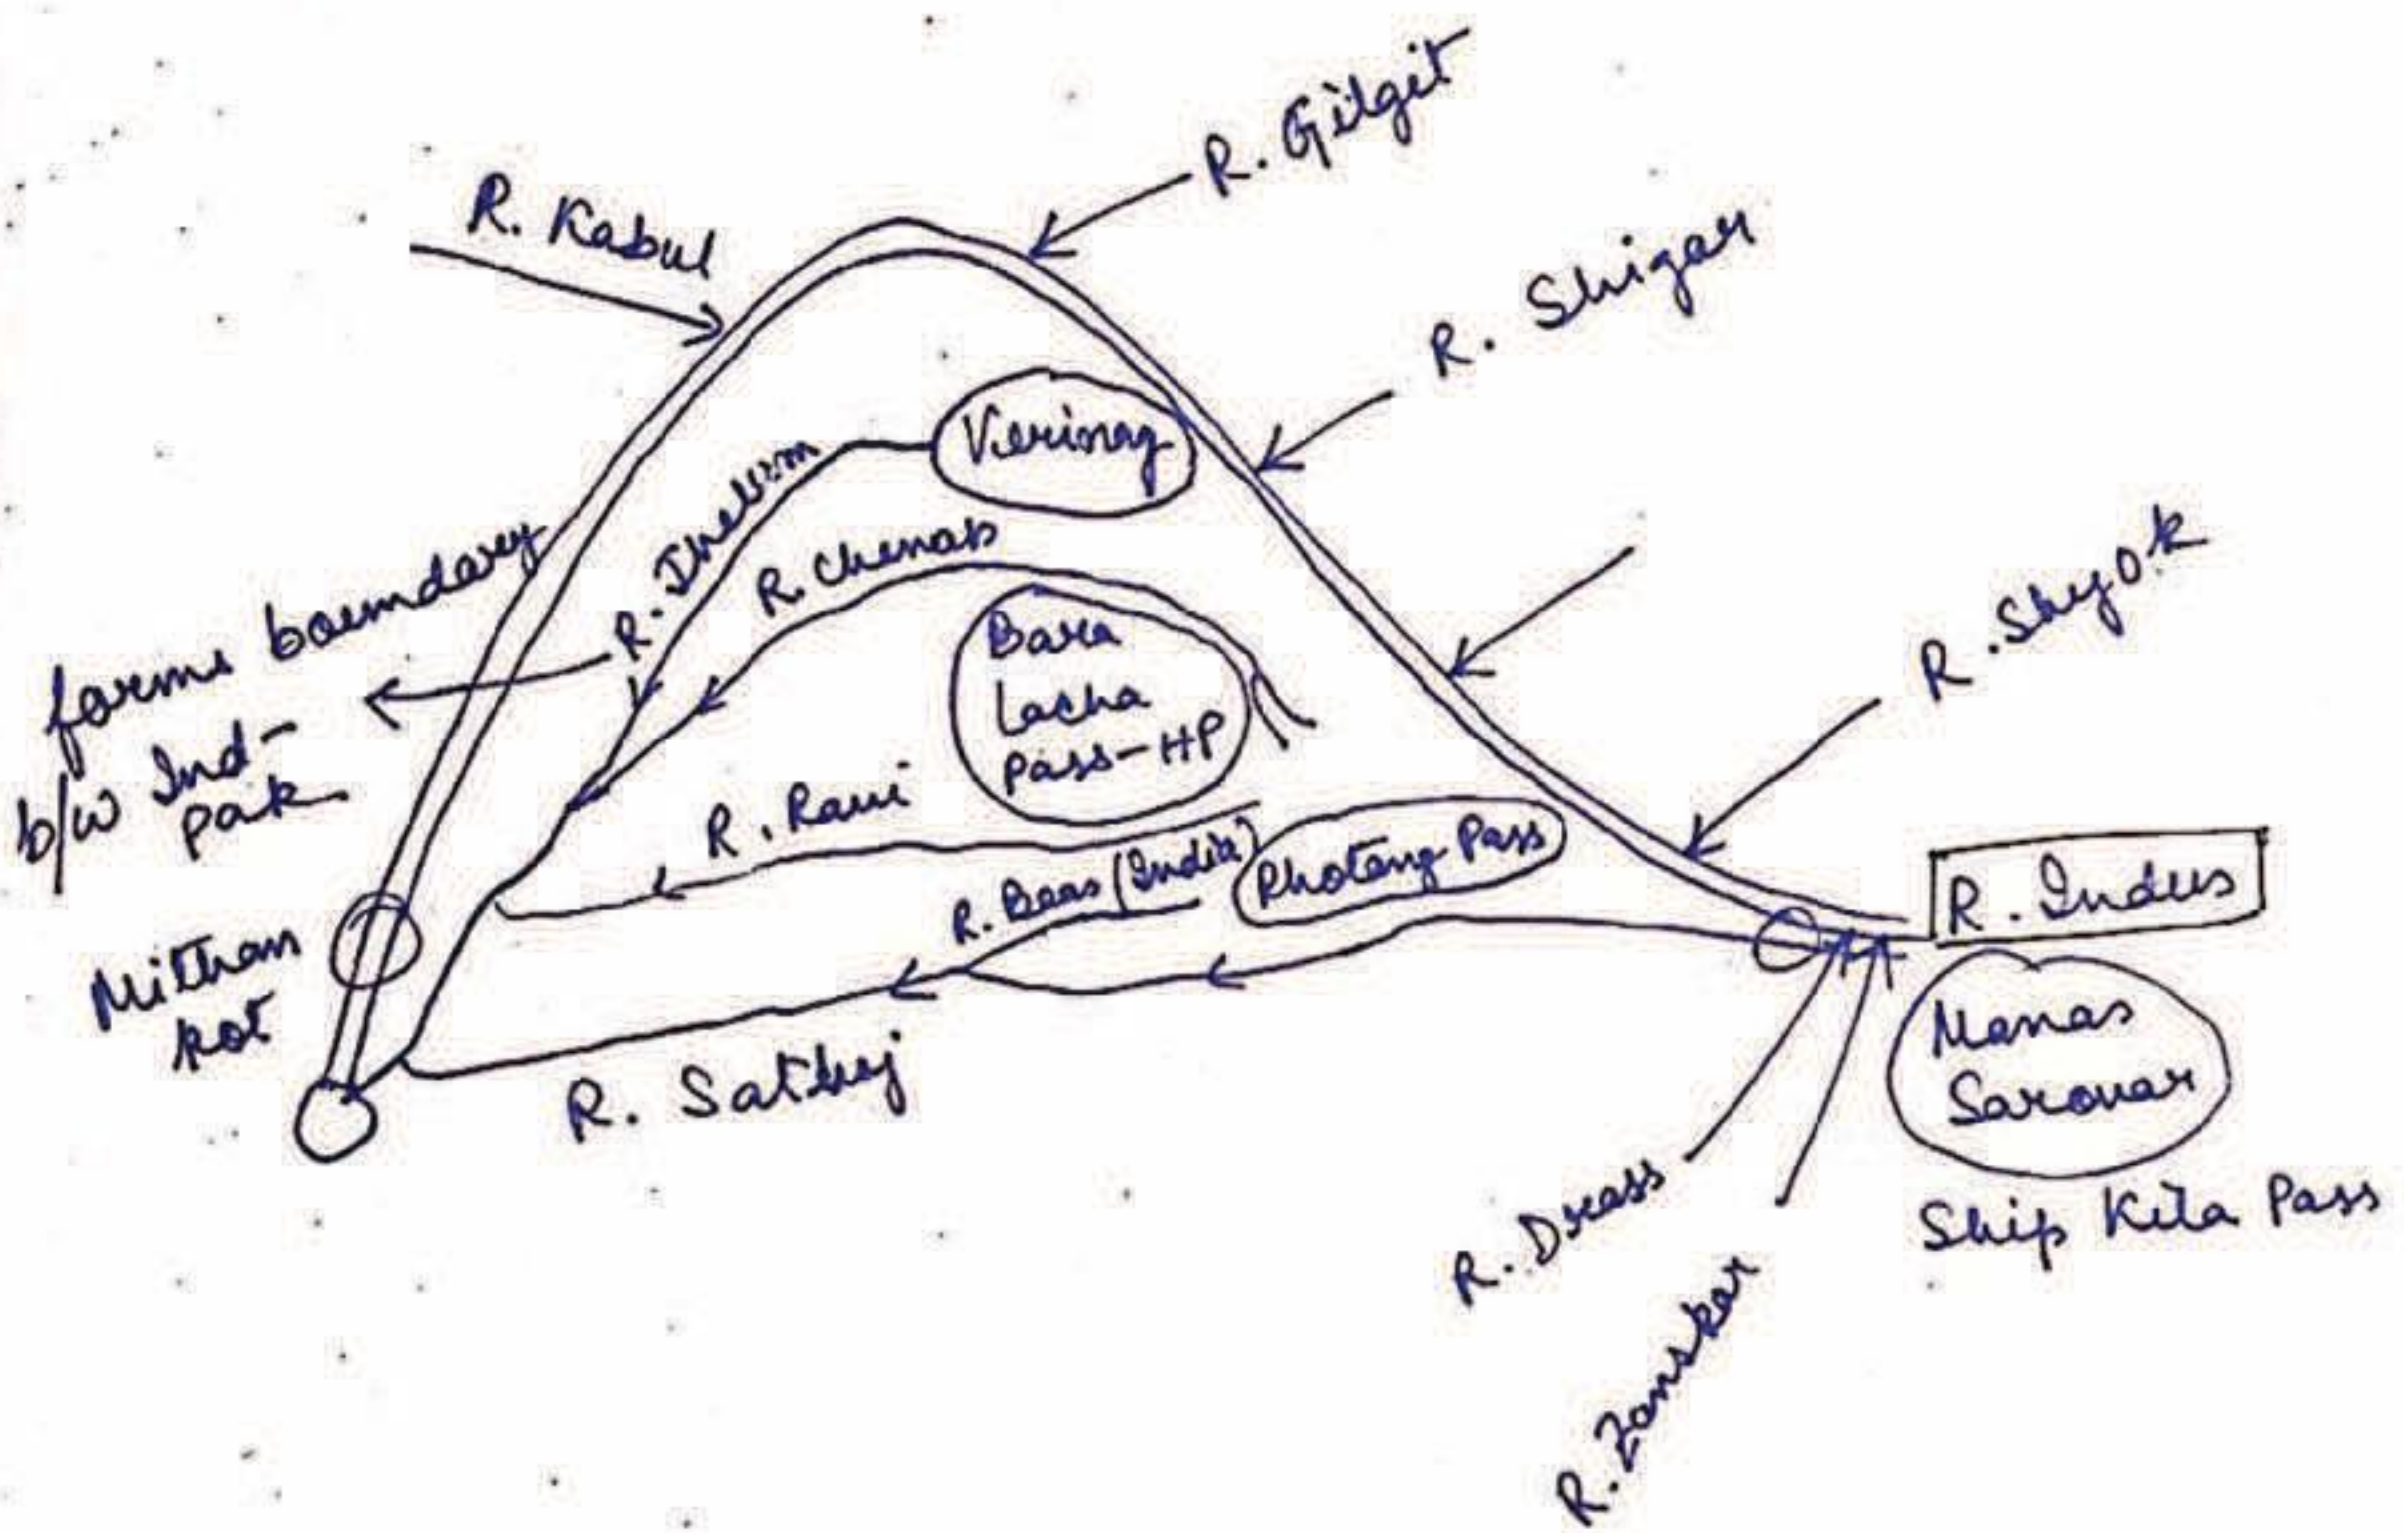 R. Gilgit
R. Kabul
R. Shigar
Verinag
R. Jhelum
R. Chenab
forms boundary
b/w Ind-
Pak
R. Shyok
Bara
Lacha
Pass-HP
R. Ravi
R. Beas (India)
Rhotang Pass
R. Indus
Mithan
kot
Manas
Sarovar
R. Satluj
R. Drass
Ship Kila Pass
R. Zanskar